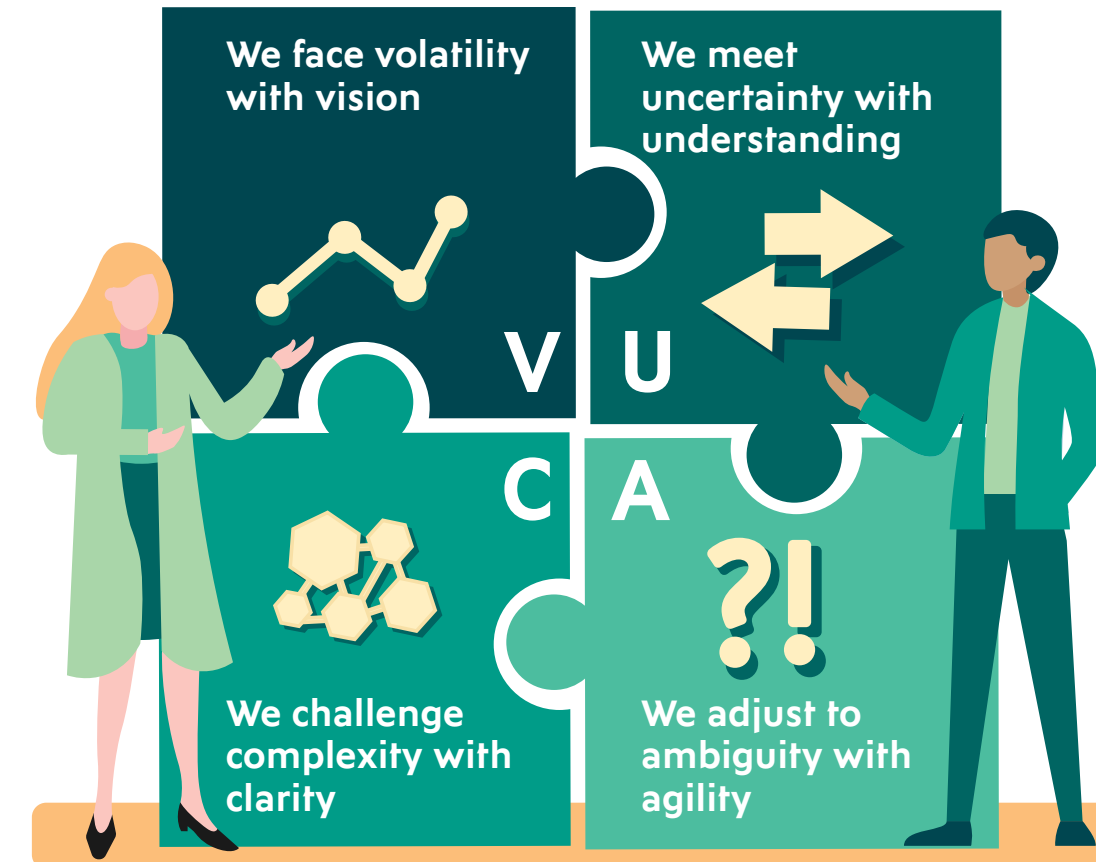 We face volatility
with vision
We meet
uncertainty with
understanding
V
U
C
A
?!
We challenge
complexity with
clarity
We adjust to
ambiguity with
agility